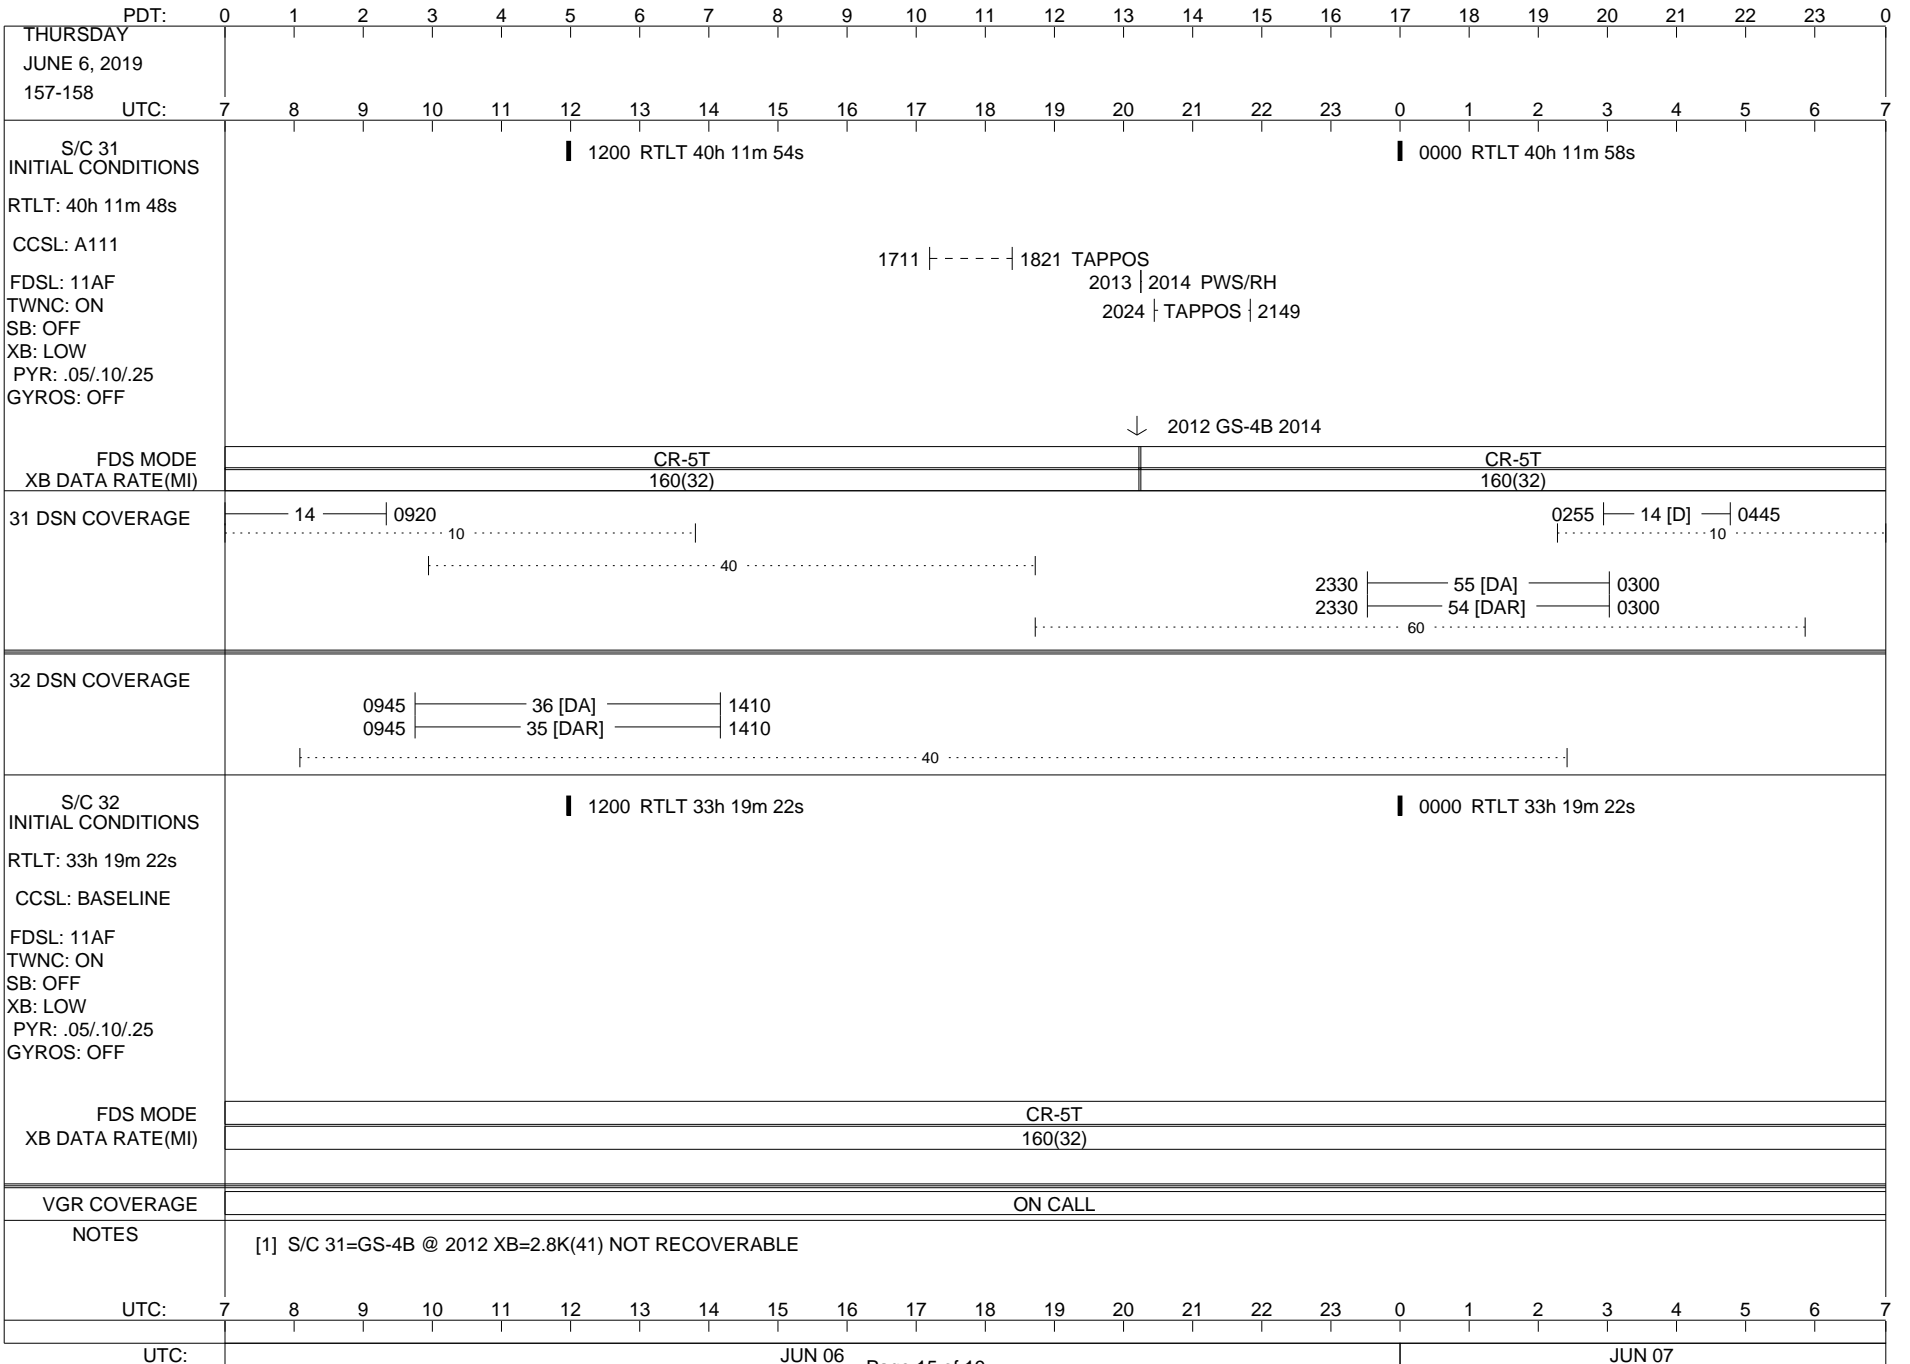 PDT: 0 1 2 3 4 5 6 7 8 9 10 11 12 13 14 15 16 17 18 19 20 21 22 23 0
THURSDAY
JUNE 6, 2019
157-158
UTC: 7 8 9 10 11 12 13 14 15 16 17 18 19 20 21 22 23 0 1 2 3 4 5 6 7
S/C 31
INITIAL CONDITIONS
1200 RTLT 40h 11m 54s
0000 RTLT 40h 11m 58s
RTLT: 40h 11m 48s
CCSL: A111
1711 1821 TAPPOS
FDSL: 11AF
2013 2014 PWS/RH
TWNC: ON
2024 TAPPOS 2149
SB: OFF
XB: LOW
PYR: .05/.10/.25
GYROS: OFF
2012 GS-4B 2014
FDS MODE CR-5T CR-5T
XB DATA RATE(MI) 160(32) 160(32)
31 DSN COVERAGE 14 0920 0255 14 [D] 0445
10 10
40
2330 55 [DA] 0300
2330 54 [DAR] 0300
60
32 DSN COVERAGE
0945 36 [DA] 1410
0945 35 [DAR] 1410
40
S/C 32
INITIAL CONDITIONS
1200 RTLT 33h 19m 22s
0000 RTLT 33h 19m 22s
RTLT: 33h 19m 22s
CCSL: BASELINE
FDSL: 11AF
TWNC: ON
SB: OFF
XB: LOW
PYR: .05/.10/.25
GYROS: OFF
FDS MODE CR-5T
XB DATA RATE(MI) 160(32)
VGR COVERAGE ON CALL
NOTES
[1] S/C 31=GS-4B @ 2012 XB=2.8K(41) NOT RECOVERABLE
UTC: 7 8 9 10 11 12 13 14 15 16 17 18 19 20 21 22 23 0 1 2 3 4 5 6 7
UTC: JUN 06 JUN 07